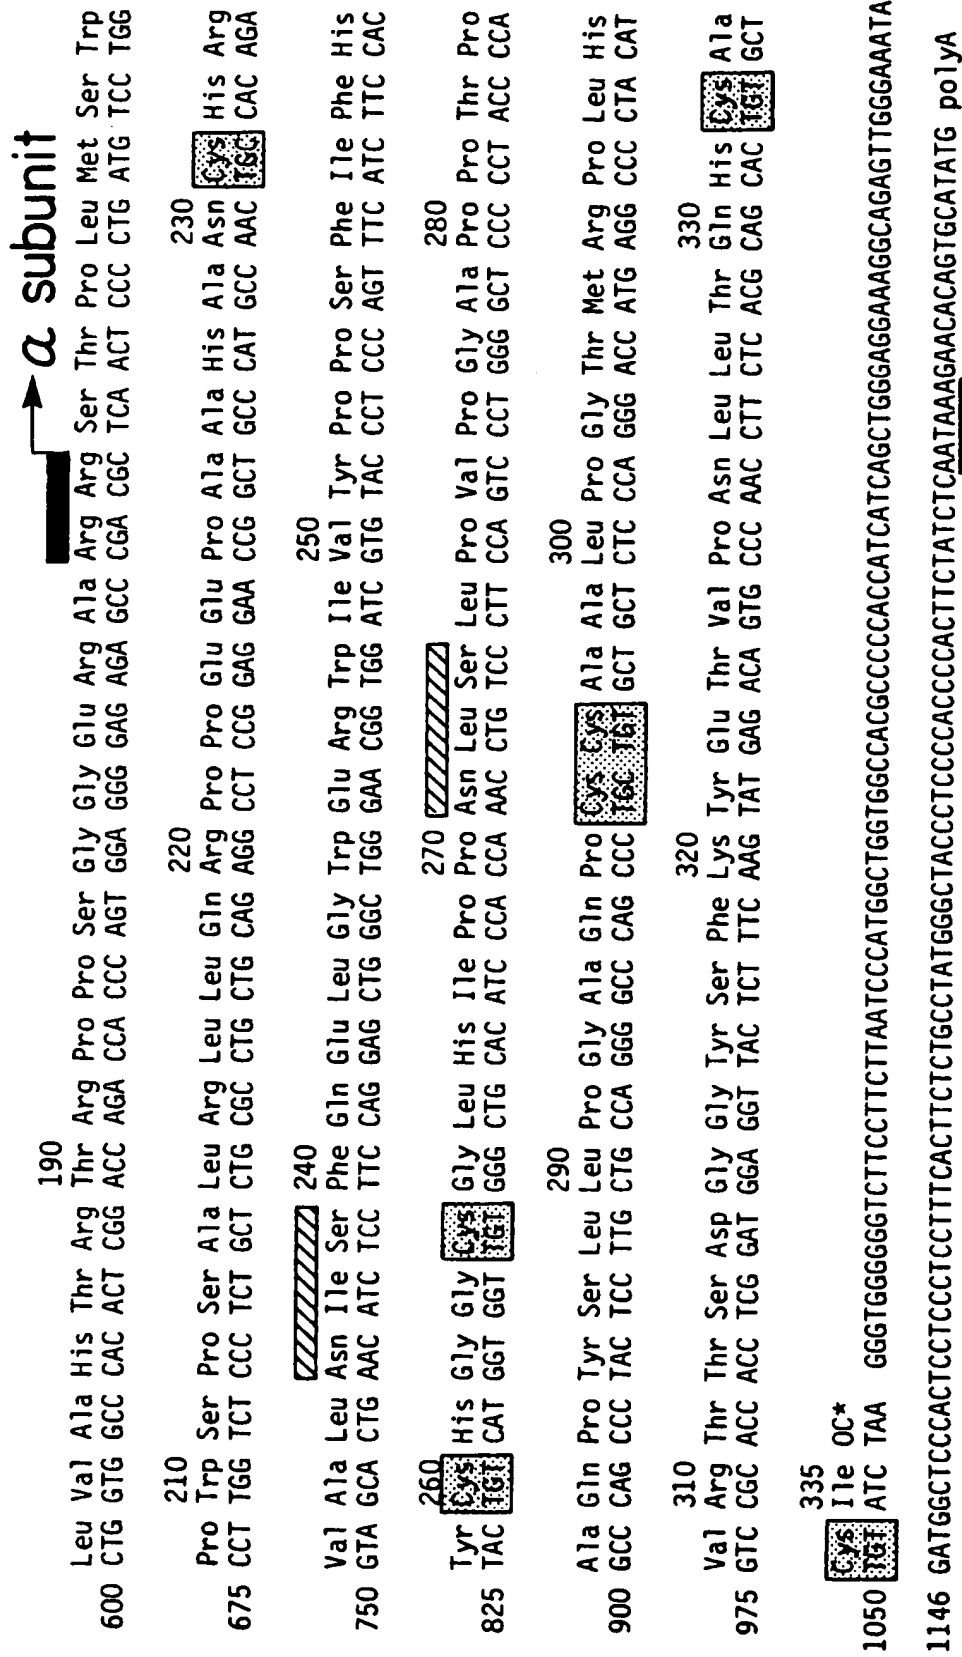 a subunit
190
Leu Val Ala His Thr Arg Thr Arg Pro Pro Ser Gly Gly Glu Arg Ala Arg Arg Ser Thr Pro Leu Met Ser Trp
600 CTG GTG GCC CAC ACT CGG ACC AGA CCA CCC AGT GGA GGG GAG AGA GCC CGA CGC TCA ACT CCC CTG ATG TCC TGG
210 220 230
Pro Trp Ser Pro Ser Ala Leu Arg Leu Leu Gln Arg Pro Pro Glu Glu Pro Ala Ala His Ala Asn Cys His Arg
675 CCT TGG TCT CCC TCT GCT CTG CGC CTG CTG CAG AGG CCT CCG GAG GAA CCG GCT GCC CAT GCC AAC TGC CAC AGA
240 250
Val Ala Leu Asn Ile Ser Phe Gln Glu Leu Gly Trp Glu Arg Trp Ile Val Tyr Pro Pro Ser Phe Ile Phe His
750 GTA GCA CTG AAC ATC TCC TTC CAG GAG CTG GGC TGG GAA CGG TGG ATC GTG TAC CCT CCC AGT TTC ATC TTC CAC
260 270 280
Tyr Cys His Gly Gly Cys Gly Leu His Ile Pro Pro Asn Leu Ser Leu Pro Val Pro Gly Ala Pro Pro Thr Pro
825 TAC TGT CAT GGT GGT TGT GGG CTG CAC ATC CCA CCA AAC CTG TCC CTT CCA GTC CCT GGG GCT CCC CCT ACC CCA
290 300
Ala Gln Pro Tyr Ser Leu Leu Pro Gly Ala Gln Pro Cys Cys Ala Ala Leu Pro Gly Thr Met Arg Pro Leu His
900 GCC CAG CCC TAC TCC TTG CTG CCA GGG GCC CAG CCC TGC TGT GCT GCT CTC CCA GGG ACC ATG AGG CCC CTA CAT
310 320 330
Val Arg Thr Thr Ser Asp Gly Gly Tyr Ser Phe Lys Tyr Glu Thr Val Pro Asn Leu Leu Thr Gln His Cys Ala
975 GTC CGC ACC ACC TCG GAT GGA GGT TAC TCT TTC AAG TAT GAG ACA GTG CCC AAC CTT CTC ACG CAG CAC TGT GCT
335
Cys Ile OC*
1050 TGT ATC TAA GGGTGGGGGGTCTTCCTTCTTAATCCCATGGCTGGTGGCCACGCCCCCACCATCATCAGCTGGGAGGAAAGGCAGAGTTGGGAAATA
1146 GATGGCTCCCACTCCTCCCTCCTTTCACTTCTCTGCCTATGGGCTACCCTCCCCACCCCACTTCTATCTCAATAAAGAACACAGTGCATATG polyA